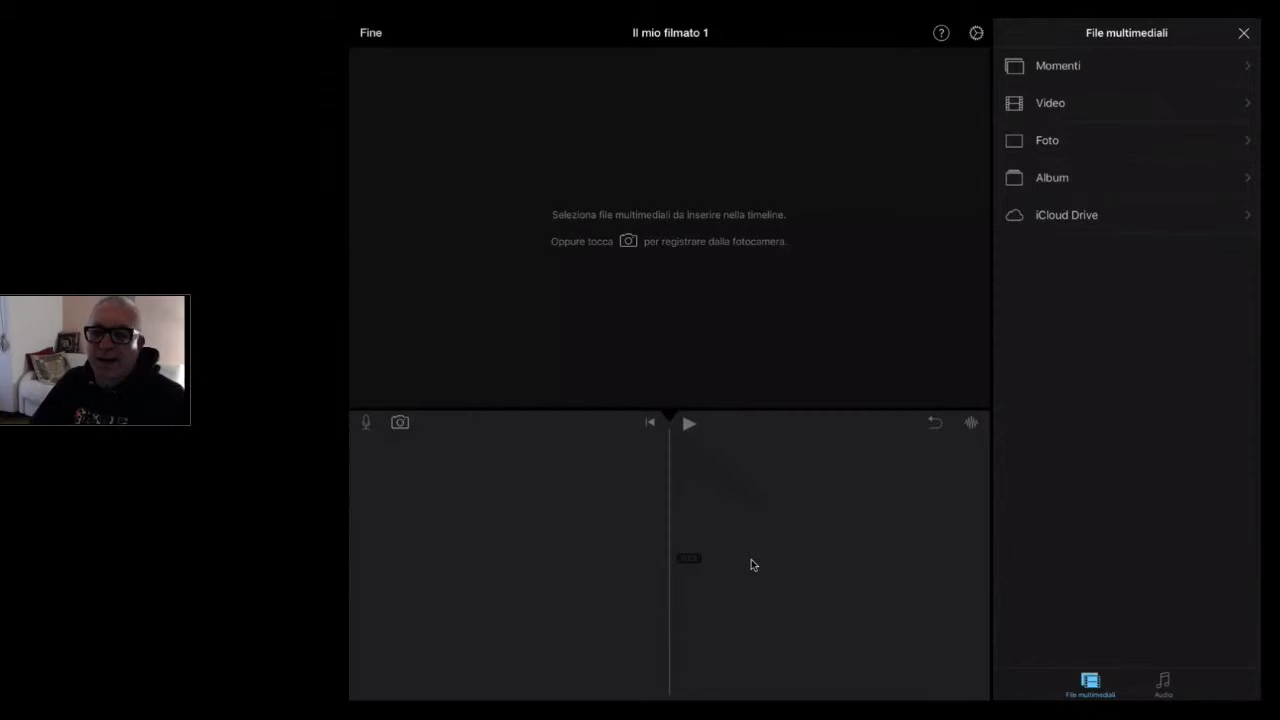 Fine
Il mio filmato 1
?
File multimediali
Momenti
Video
Foto
Album
iCloud Drive
Seleziona file multimediali da inserire nella timeline.
Oppure tocca per registrare dalla fotocamera.
File multimediali
Audio